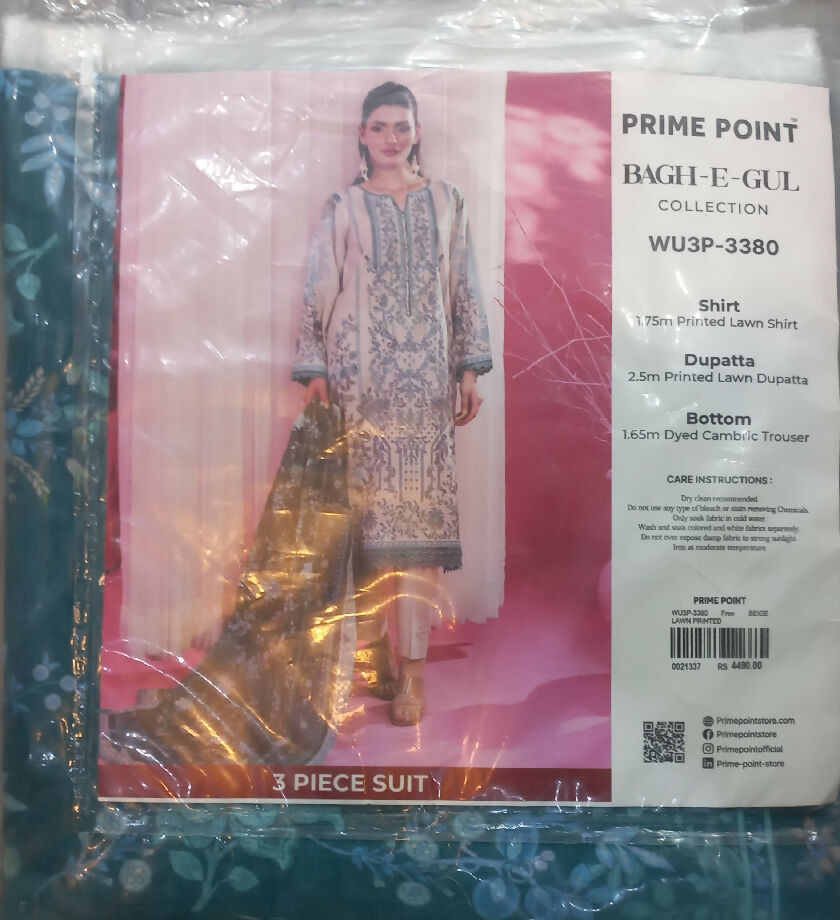 PRIME POINT™
BAGH-E-GUL
COLLECTION
WU3P-3380
Shirt
1.75m Printed Lawn Shirt
Dupatta
2.5m Printed Lawn Dupatta
Bottom
1.65m Dyed Cambric Trouser
CARE INSTRUCTIONS :
Dry clean recommended.
Do not use any type of bleach or stain removing Chemicals.
Only soak fabric in cold water.
Wash and soak colored and white fabrics separately.
Do not over expose damp fabric to strong sunlight.
Iron at moderate temperature.
PRIME POINT
WU3P-3380 Free BEIGE
LAWN PRINTED
0021337 RS 4490.00
Primepointstore.com
Primepointstore
Primepointofficial
Prime-point-store
3 PIECE SUIT